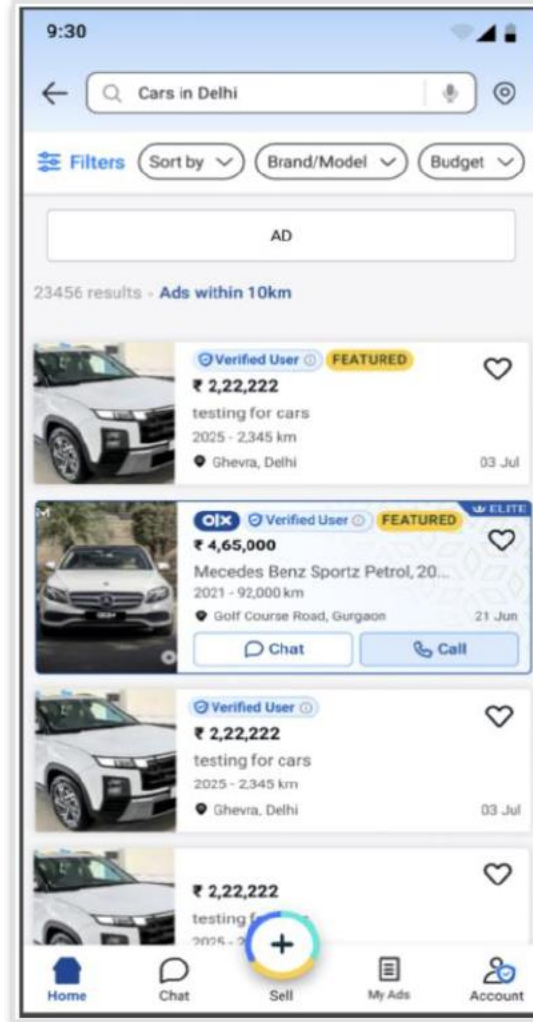 9:30
Cars in Delhi
Filters Sort by Brand/Model Budget
AD
23456 results - Ads within 10km
Verified User FEATURED
₹ 2,22,222
testing for cars
2025 - 2,345 km
Ghevra, Delhi 03 Jul
ELITE
OLX Verified User FEATURED
₹ 4,65,000
Mecedes Benz Sportz Petrol, 20...
2021 - 92,000 km
Golf Course Road, Gurgaon 21 Jun
Chat Call
Verified User
₹ 2,22,222
testing for cars
2025 - 2,345 km
Ghevra, Delhi 03 Jul
₹ 2,22,222
testing
2025 - 2
Home Chat Sell My Ads Account